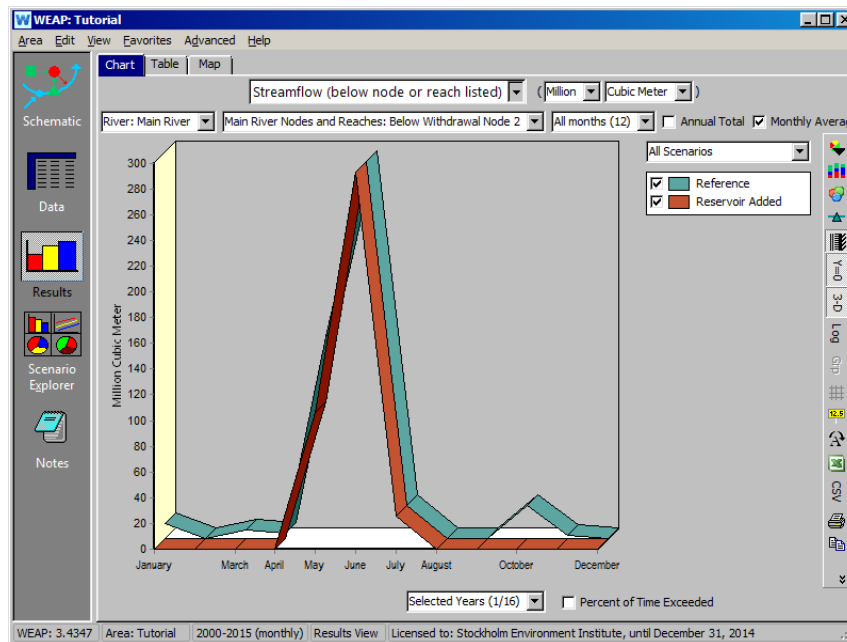 WEAP: Tutorial
Area Edit View Favorites Advanced Help
Chart Table Map
Streamflow (below node or reach listed) ( Million Cubic Meter )
River: Main River Main River Nodes and Reaches: Below Withdrawal Node 2 All months (12) Annual Total Monthly Averag
All Scenarios
Reference
Reservoir Added
Schematic
Data
Results
Scenario
Explorer
Notes
Million Cubic Meter
300
280
260
240
220
200
180
160
140
120
100
80
60
40
20
0
January March April May June July August October December
Y=0
3-D
Log
Grp
12.5
CSV
Selected Years (1/16) Percent of Time Exceeded
WEAP: 3.4347 Area: Tutorial 2000-2015 (monthly) Results View Licensed to: Stockholm Environment Institute, until December 31, 2014